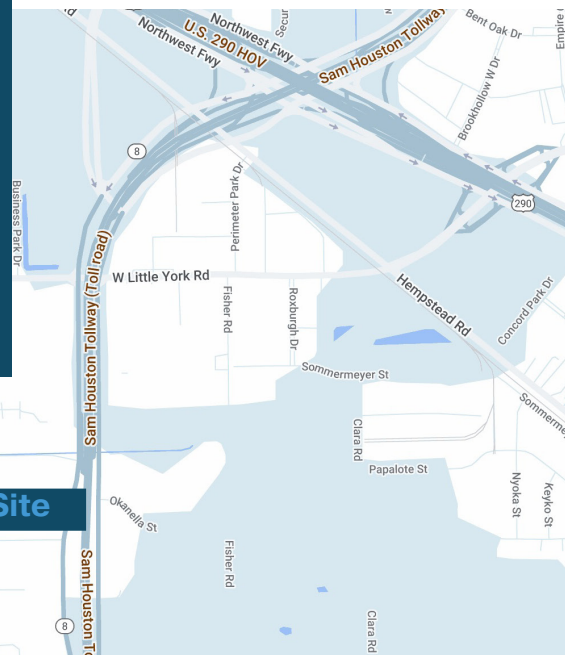 Northwest Fwy
Bent Oak Dr
Empire
Northwest Fwy
U.S. 290 HOV
Sam Houston Tollway
Brookhollow W Dr
8
Perimeter Park Dr
Business Park Dr
290
W Little York Rd
Sam Houston Tollway (Toll road)
Fisher Rd
Roxburgh Dr
Hempstead Rd
Concord Park Dr
Sommermeyer St
Sommerme
Clara Rd
Papalote St
Nyoka St
Keyko St
Site
Okanella St
Fisher Rd
Sam Houston To
8
Clara Rd